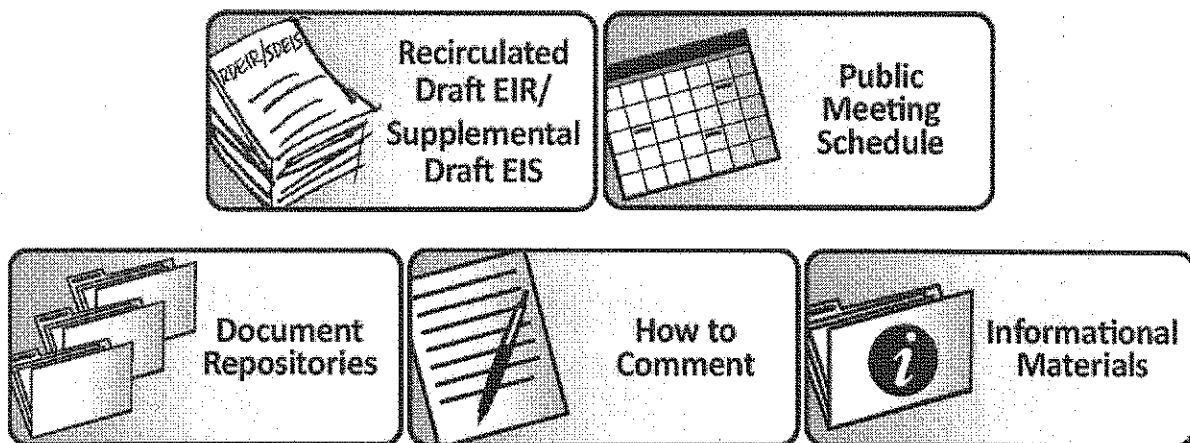 RDEIR/SDEIS
Recirculated
Draft EIR/
Supplemental
Draft EIS
Public
Meeting
Schedule
Document
Repositories
How to
Comment
i
Informational
Materials